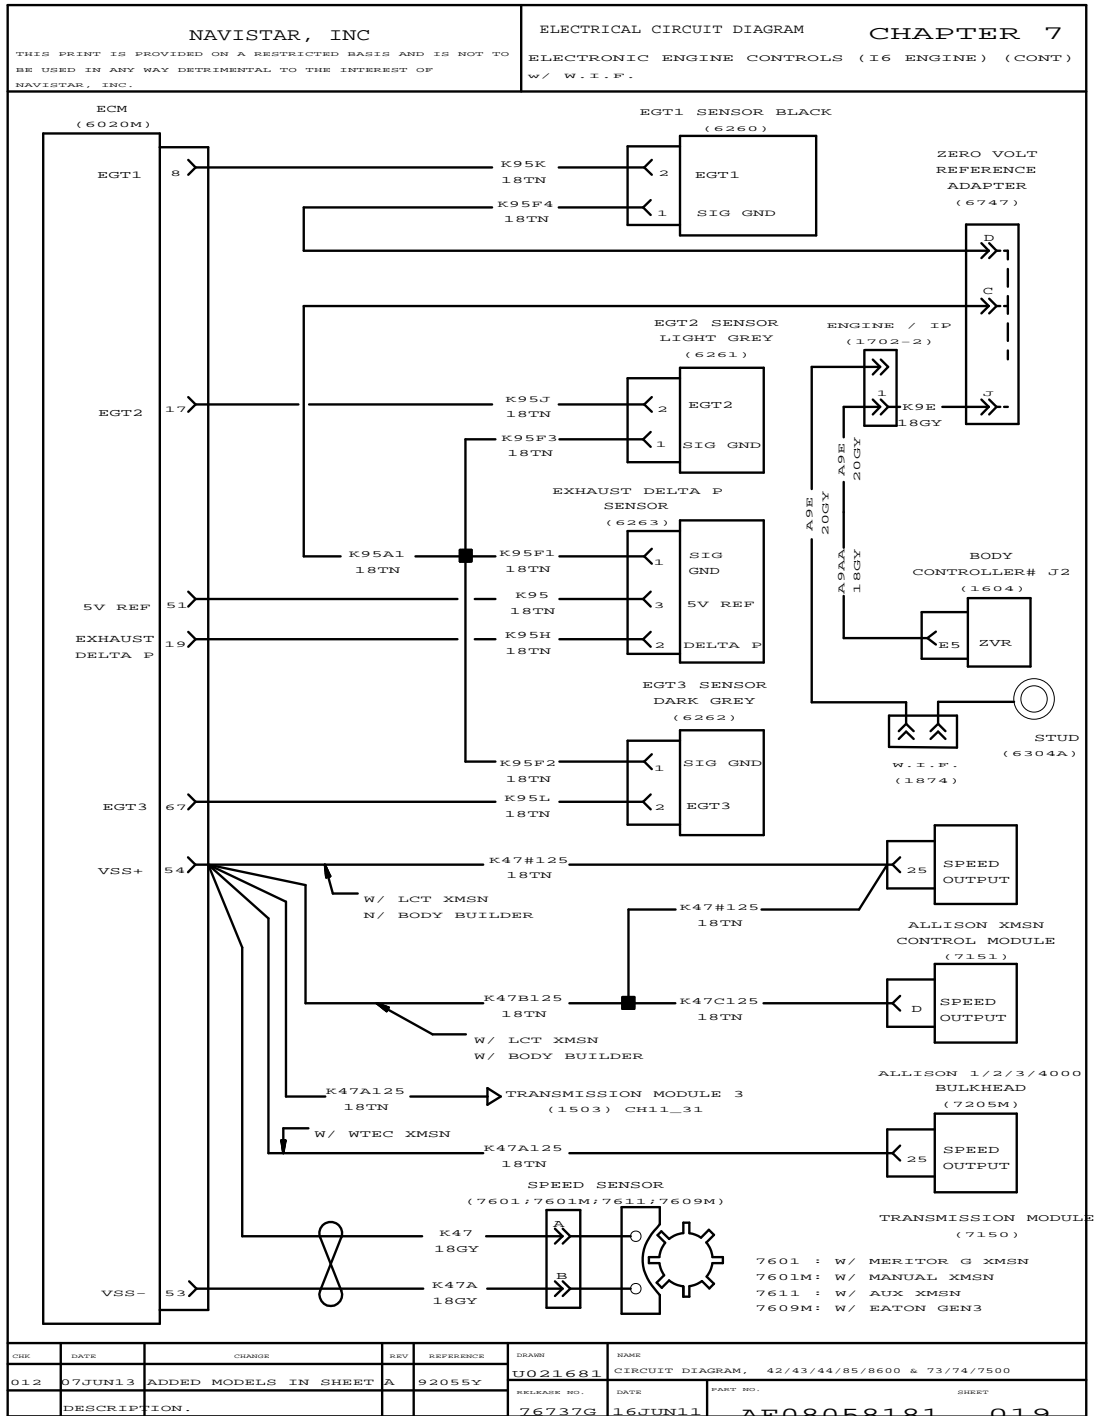 NAVISTAR, INC
THIS PRINT IS PROVIDED ON A RESTRICTED BASIS AND IS NOT TO
BE USED IN ANY WAY DETRIMENTAL TO THE INTEREST OF
NAVISTAR, INC.
ELECTRICAL CIRCUIT DIAGRAM
CHAPTER 7
ELECTRONIC ENGINE CONTROLS (I6 ENGINE) (CONT)
W/ W.I.F.
ECM
(6020M)
EGT1 SENSOR BLACK
(6260)
EGT1 8
K95K
18TN
2 EGT1
K95F4
18TN
1 SIG GND
ZERO VOLT
REFERENCE
ADAPTER
(6747)
D
C
J
EGT2 SENSOR
LIGHT GREY
(6261)
ENGINE / IP
(1702-2)
1
K9E
18GY
EGT2 17
K95J
18TN
2 EGT2
K95F3
18TN
1 SIG GND
A9E
20GY
A9E
20GY
A9AA
18GY
EXHAUST DELTA P
SENSOR
(6263)
K95A1
18TN
K95F1
18TN
1 SIG
GND
5V REF 51
K95
18TN
3 5V REF
EXHAUST
DELTA P 19
K95H
18TN
2 DELTA P
BODY
CONTROLLER# J2
(1604)
E5 ZVR
EGT3 SENSOR
DARK GREY
(6262)
STUD
(6304A)
W.I.F.
(1874)
K95F2
18TN
1 SIG GND
EGT3 67
K95L
18TN
2 EGT3
VSS+ 54
K47#125
18TN
25 SPEED
OUTPUT
W/ LCT XMSN
N/ BODY BUILDER
K47#125
18TN
ALLISON XMSN
CONTROL MODULE
(7151)
K47B125
18TN
K47C125
18TN
D SPEED
OUTPUT
W/ LCT XMSN
W/ BODY BUILDER
ALLISON 1/2/3/4000
BULKHEAD
(7205M)
K47A125
18TN
TRANSMISSION MODULE 3
(1503) CH11_31
W/ WTEC XMSN
K47A125
18TN
25 SPEED
OUTPUT
TRANSMISSION MODULE
(7150)
SPEED SENSOR
(7601;7601M;7611;7609M)
K47
18GY
A
VSS- 53
K47A
18GY
B
7601 : W/ MERITOR G XMSN
7601M: W/ MANUAL XMSN
7611 : W/ AUX XMSN
7609M: W/ EATON GEN3
CHK DATE CHANGE REV REFERENCE
012 07JUN13 ADDED MODELS IN SHEET A 92055Y
DESCRIPTION.
DRAWN
U021681
NAME
CIRCUIT DIAGRAM, 42/43/44/85/8600 & 73/74/7500
RELEASE NO.
76737G
DATE
16JUN11
PART NO.
AF08058181
SHEET
019